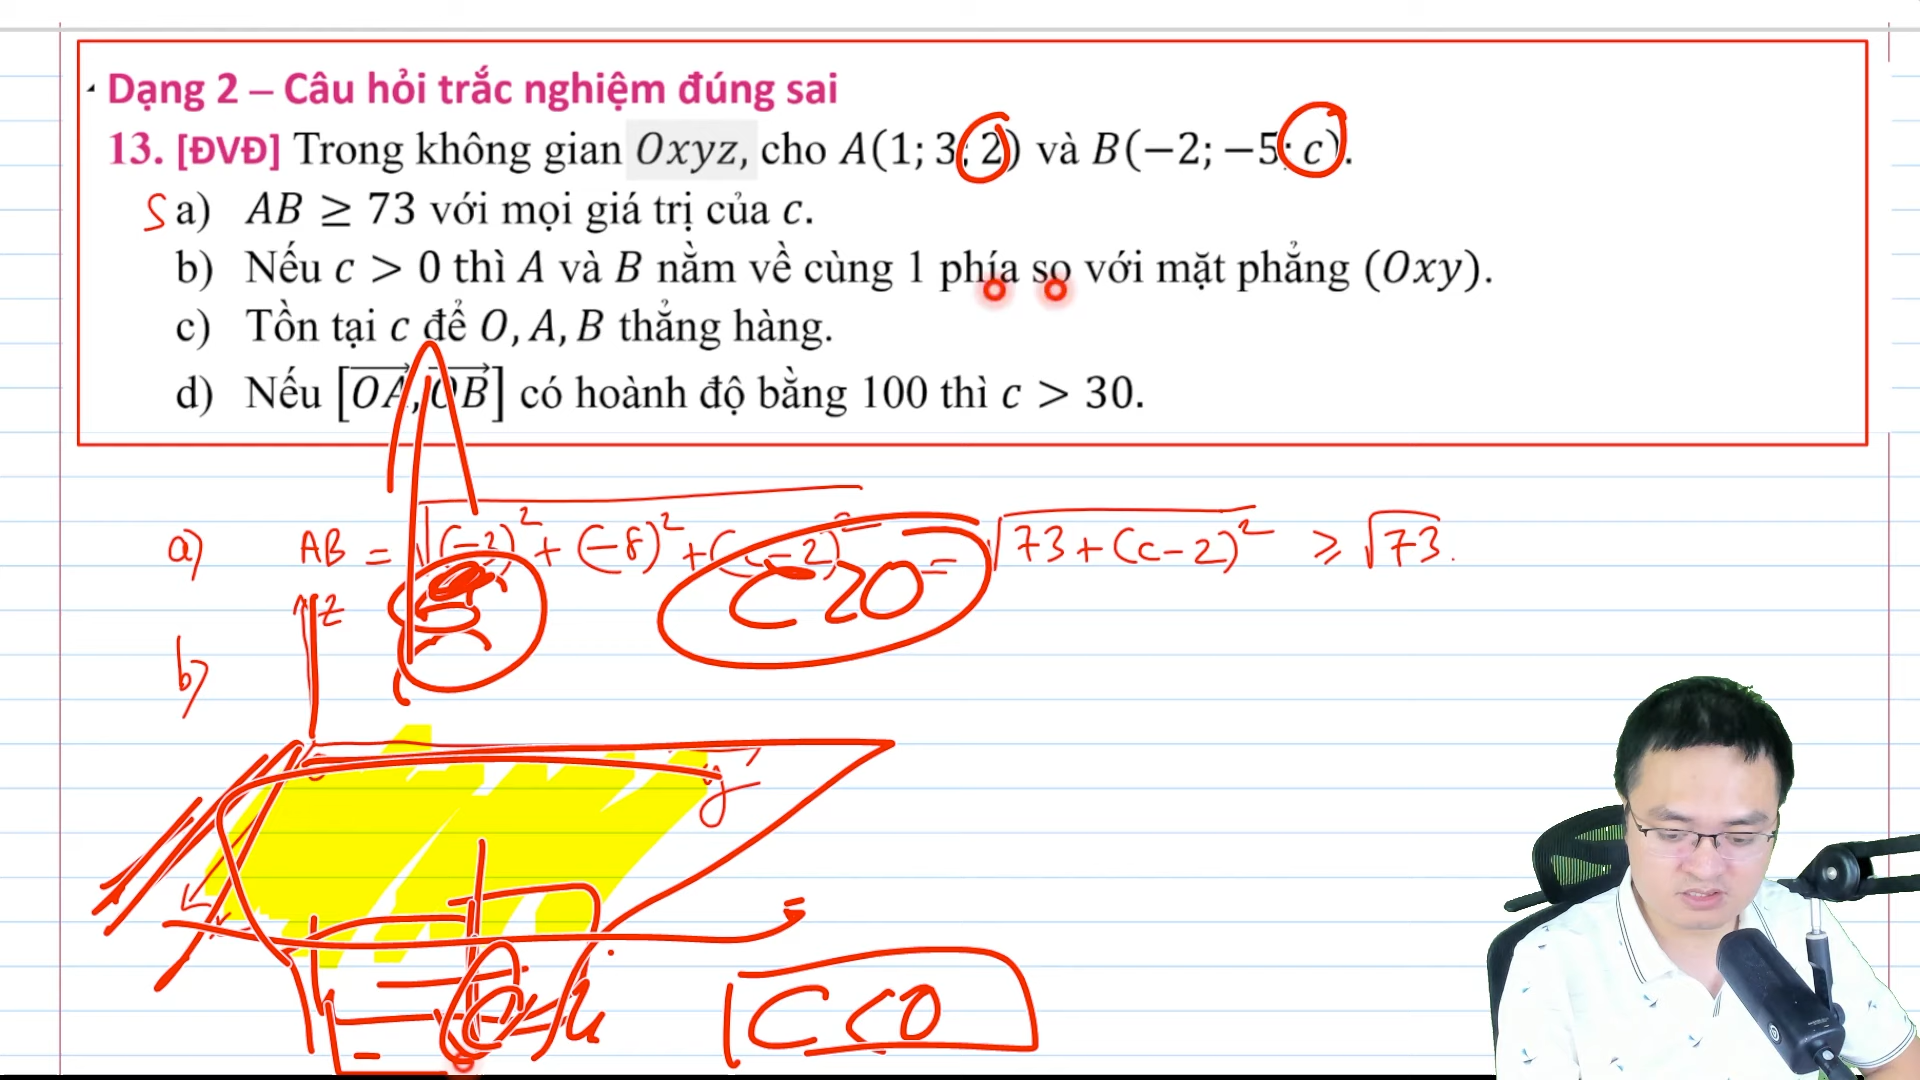 Dạng 2 – Câu hỏi trắc nghiệm đúng sai
13. [ĐVĐ] Trong không gian Oxyz, cho A(1; 3; 2) và B(−2; −5; c).
S a) AB ≥ 73 với mọi giá trị của c.
b) Nếu c > 0 thì A và B nằm về cùng 1 phía so với mặt phẳng (Oxy).
c) Tồn tại c để O, A, B thẳng hàng.
d) Nếu [OA, OB] có hoành độ bằng 100 thì c > 30.
a) AB = √(-3)² + (-8)² + (c-2)² = √73 + (c-2)² ≥ √73.
C>0
z
b)
y
C<0